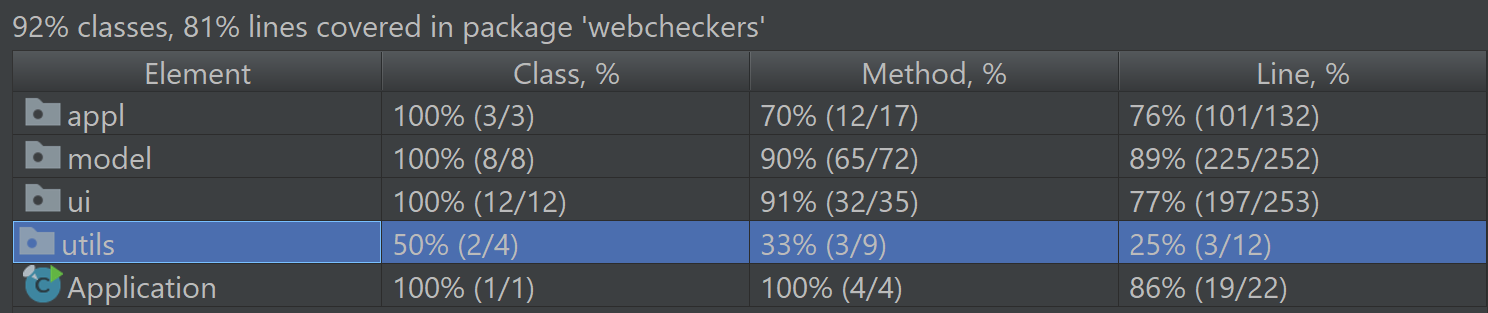 92% classes, 81% lines covered in package 'webcheckers'
Element Class, % Method, % Line, %
appl 100% (3/3) 70% (12/17) 76% (101/132)
model 100% (8/8) 90% (65/72) 89% (225/252)
ui 100% (12/12) 91% (32/35) 77% (197/253)
utils 50% (2/4) 33% (3/9) 25% (3/12)
C Application 100% (1/1) 100% (4/4) 86% (19/22)